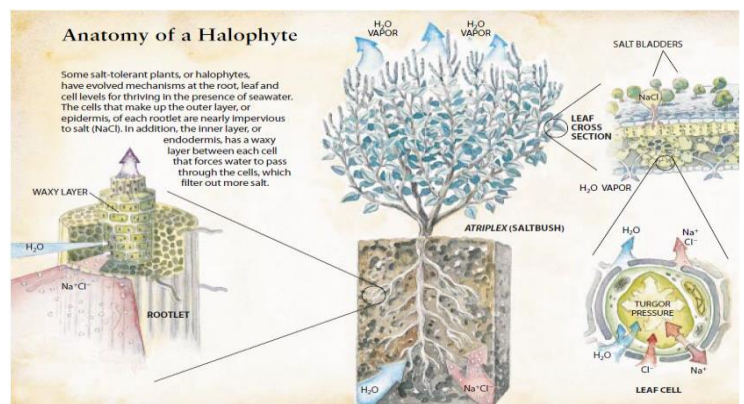 Anatomy of a Halophyte
Some salt-tolerant plants, or halophytes,
have evolved mechanisms at the root, leaf and
cell levels for thriving in the presence of seawater.
The cells that make up the outer layer, or
epidermis, of each rootlet are nearly impervious
to salt (NaCl). In addition, the inner layer, or
endodermis, has a waxy
layer between each cell
that forces water to pass
through the cells, which
filter out more salt.
WAXY LAYER
H₂O
Na⁺Cl⁻
ROOTLET
H₂O
VAPOR
H₂O
VAPOR
LEAF
CROSS
SECTION
ATRIPLEX (SALTBUSH)
H₂O
Na⁺Cl⁻
SALT BLADDERS
NaCl
H₂O VAPOR
H₂O
Na⁺
Cl⁻
TURGOR
PRESSURE
H₂O
Cl⁻
Na⁺
LEAF CELL